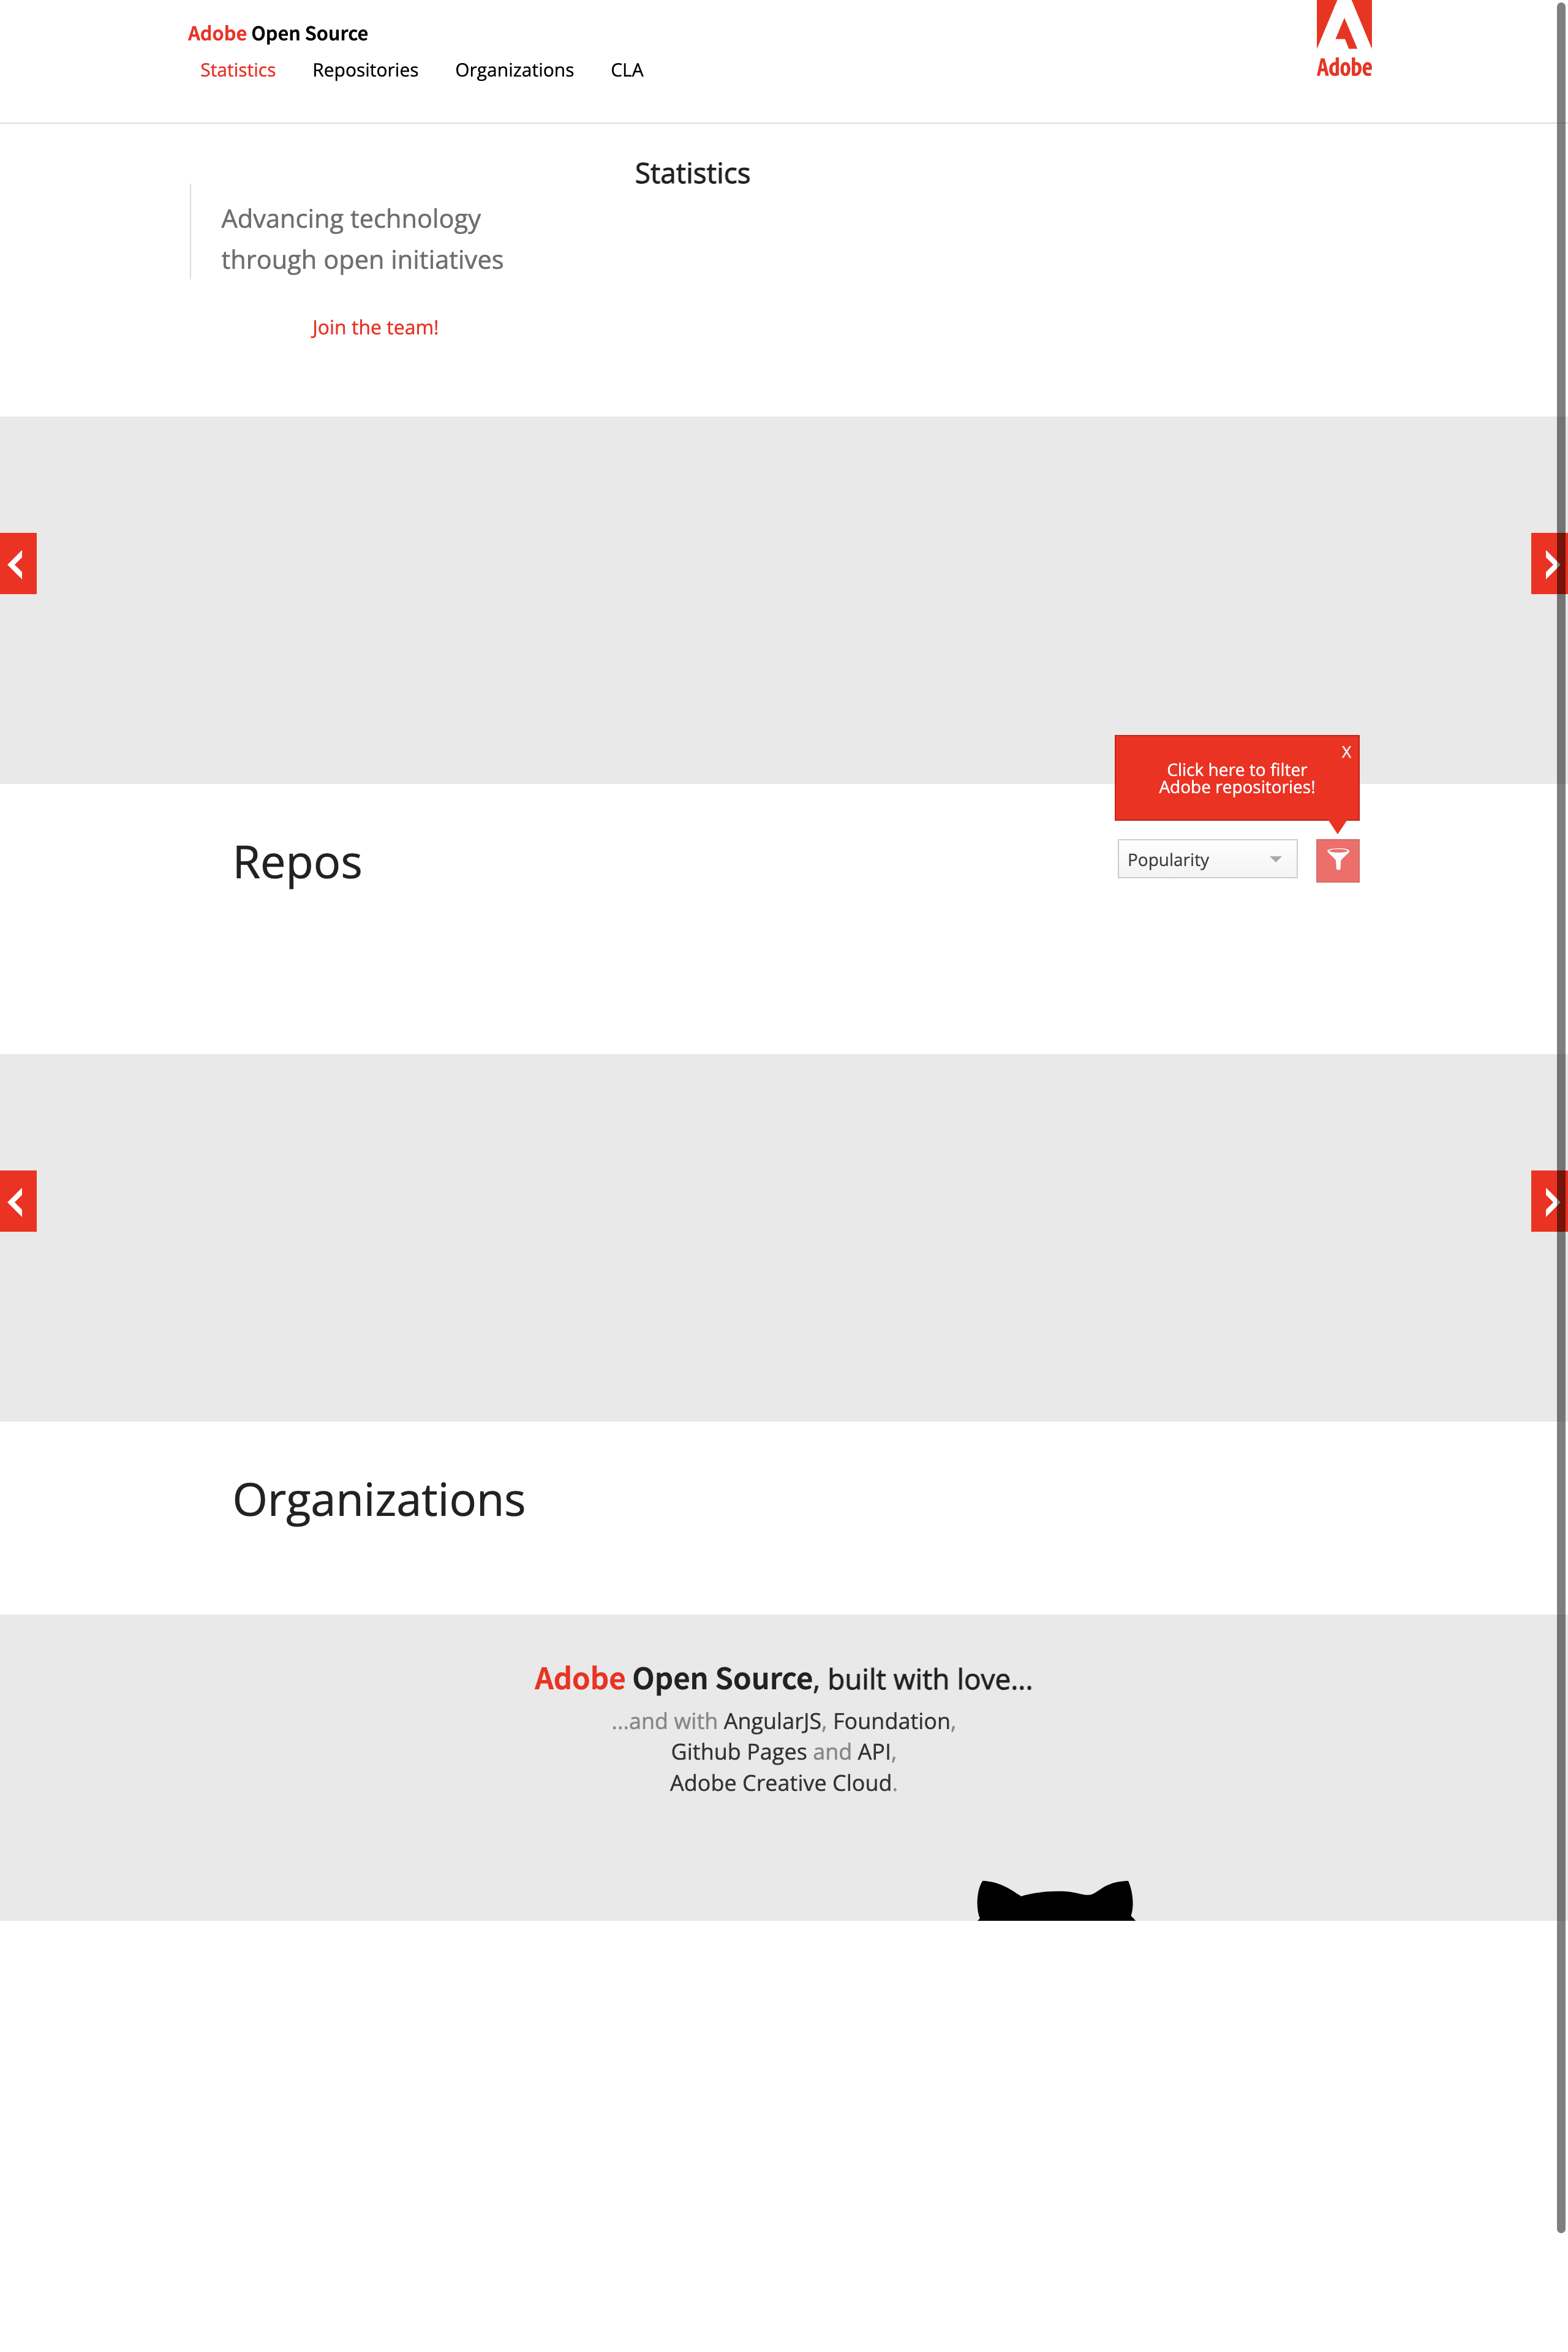 Adobe Open Source
Statistics Repositories Organizations CLA
Adobe
Statistics
Advancing technology
through open initiatives
Join the team!
X
Click here to filter
Adobe repositories!
Repos
Popularity
Organizations
Adobe Open Source, built with love...
...and with AngularJS, Foundation,
Github Pages and API,
Adobe Creative Cloud.